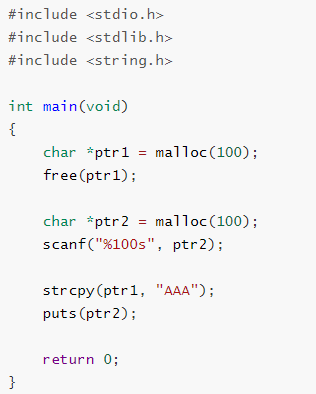 #include <stdio.h>
#include <stdlib.h>
#include <string.h>

int main(void)
{
    char *ptr1 = malloc(100);
    free(ptr1);

    char *ptr2 = malloc(100);
    scanf("%100s", ptr2);

    strcpy(ptr1, "AAA");
    puts(ptr2);

    return 0;
}